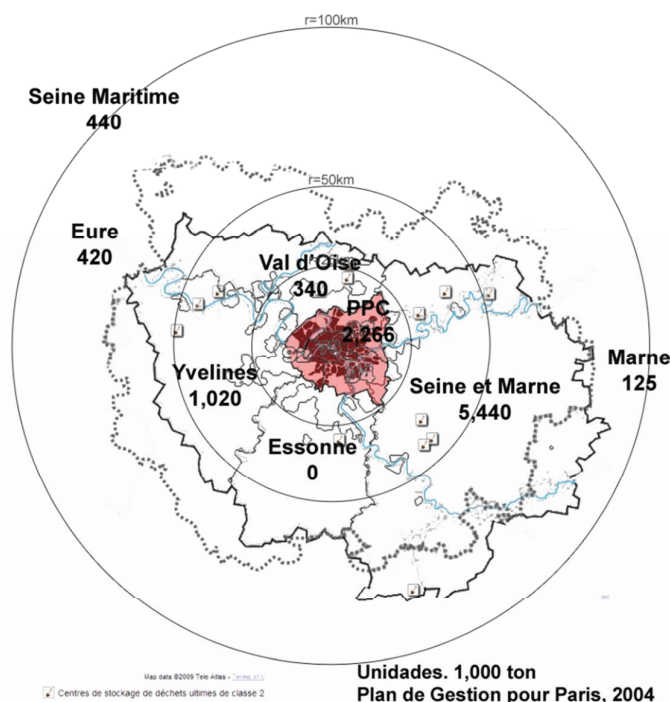 r=100km
Seine Maritime
440
r=50km
Eure
420
Val d'Oise
340
PPC
2,266
Marne
125
Yvelines
1,020
Seine et Marne
5,440
Essonne
0
Map data ©2009 Tele Atlas -
Centres de stockage de déchets ultimes de classe 2
Unidades. 1,000 ton
Plan de Gestion pour Paris, 2004